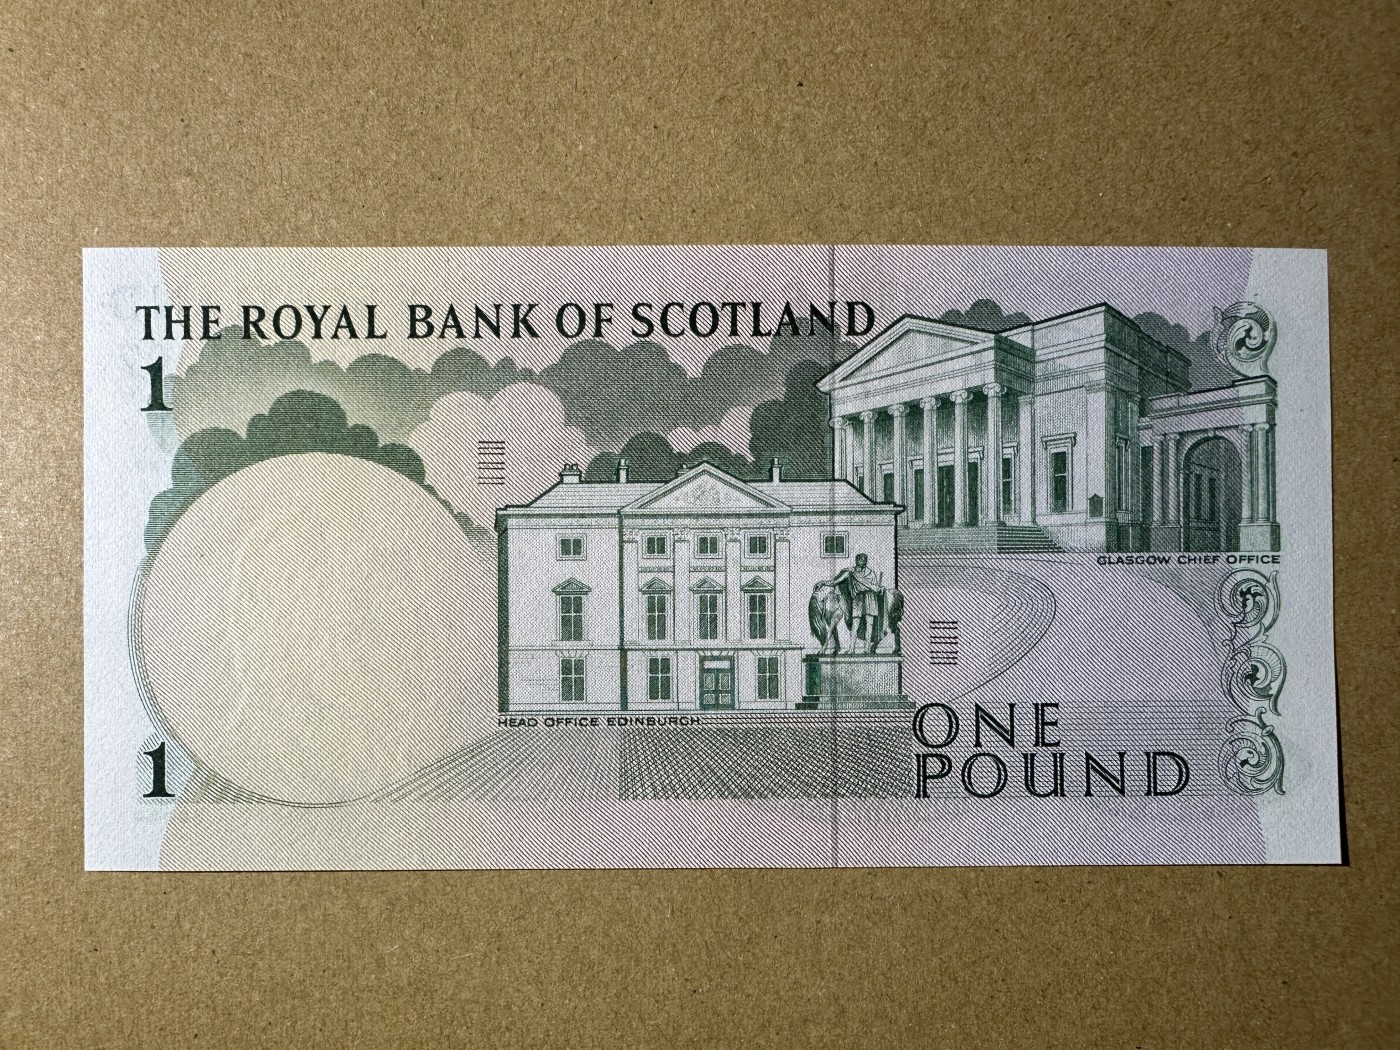 THE ROYAL BANK OF SCOTLAND
1
GLASGOW CHIEF OFFICE
HEAD OFFICE EDINBURGH
ONE
POUND
1